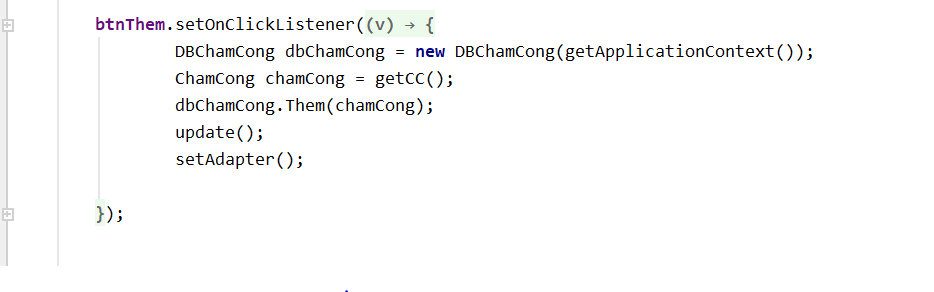 btnThem.setOnClickListener((v) → {
DBChamCong dbChamCong = new DBChamCong(getApplicationContext());
ChamCong chamCong = getCC();
dbChamCong.Them(chamCong);
update();
setAdapter();
});